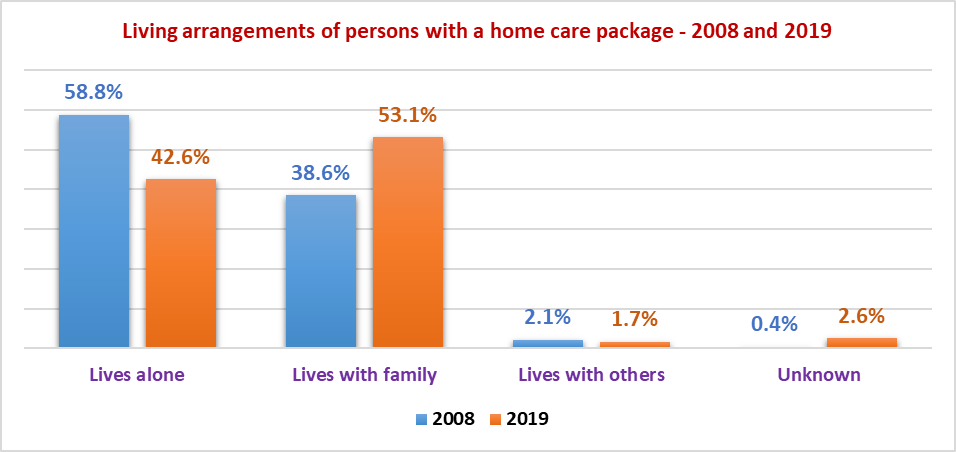 Living arrangements of persons with a home care package - 2008 and 2019
58.8%
42.6%
38.6%
53.1%
2.1%
1.7%
0.4%
2.6%
Lives alone
Lives with family
Lives with others
Unknown
2008
2019